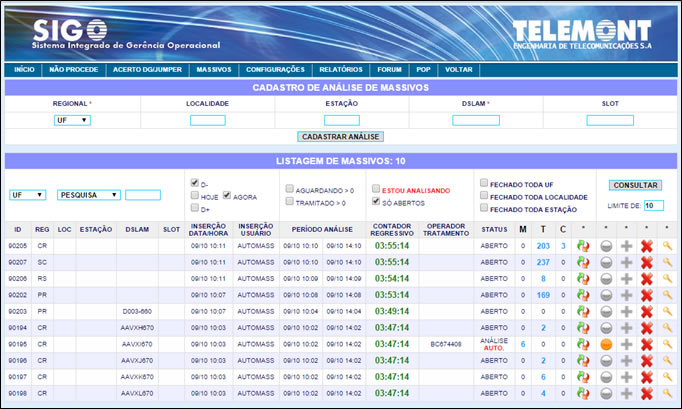 SIGO
Sistema Integrado de Gerência Operacional
TELEMONT
ENGENHARIA DE TELECOMUNICAÇÕES S.A
INÍCIO NÃO PROCEDE ACERTO DG/JUMPER MASSIVOS CONFIGURAÇÕES RELATÓRIOS FORUM POP VOLTAR
CADASTRO DE ANÁLISE DE MASSIVOS
REGIONAL * LOCALIDADE ESTAÇÃO DSLAM * SLOT
UF
CADASTRAR ANÁLISE
LISTAGEM DE MASSIVOS: 10
UF PESQUISA
D-
HOJE AGORA
D+
AGUARDANDO > 0
TRAMITADO > 0
ESTOU ANALISANDO
SÓ ABERTOS
FECHADO TODA UF
FECHADO TODA LOCALIDADE
FECHADO TODA ESTAÇÃO
CONSULTAR
LIMITE DE: 10
ID REG LOC ESTAÇÃO DSLAM SLOT INSERÇÃO DATA/HORA INSERÇÃO USUÁRIO PERÍODO ANÁLISE CONTADOR REGRESSIVO OPERADOR TRATAMENTO STATUS M T C * * * * *
90205 CR 09/10 10:11 AUTOMASS 09/10 10:10 09/10 14:10 03:55:14 ABERTO 0 203 3
90207 SC 09/10 10:11 AUTOMASS 09/10 10:10 09/10 14:10 03:55:14 ABERTO 0 237 0
90206 RS 09/10 10:11 AUTOMASS 09/10 10:09 09/10 14:09 03:54:14 ABERTO 0 8 0
90202 PR 09/10 10:07 AUTOMASS 09/10 10:08 09/10 14:08 03:53:14 ABERTO 0 169 0
90203 PR D003-660 09/10 10:07 AUTOMASS 09/10 10:04 09/10 14:04 03:49:14 ABERTO 0 0 0
90194 CR AAVXH670 09/10 10:03 AUTOMASS 09/10 10:02 09/10 14:02 03:47:14 ABERTO 0 2 0
90195 CR AAVXI670 09/10 10:03 AUTOMASS 09/10 10:02 09/10 14:02 03:47:14 BC674408 ANÁLISE AUTO. 6 0 0
90196 CR AAVXJ670 09/10 10:03 AUTOMASS 09/10 10:02 09/10 14:02 03:47:14 ABERTO 0 2 0
90197 CR AAVXK670 09/10 10:03 AUTOMASS 09/10 10:02 09/10 14:02 03:47:14 ABERTO 0 6 0
90198 CR AAVXL670 09/10 10:03 AUTOMASS 09/10 10:02 09/10 14:02 03:47:14 ABERTO 0 4 0